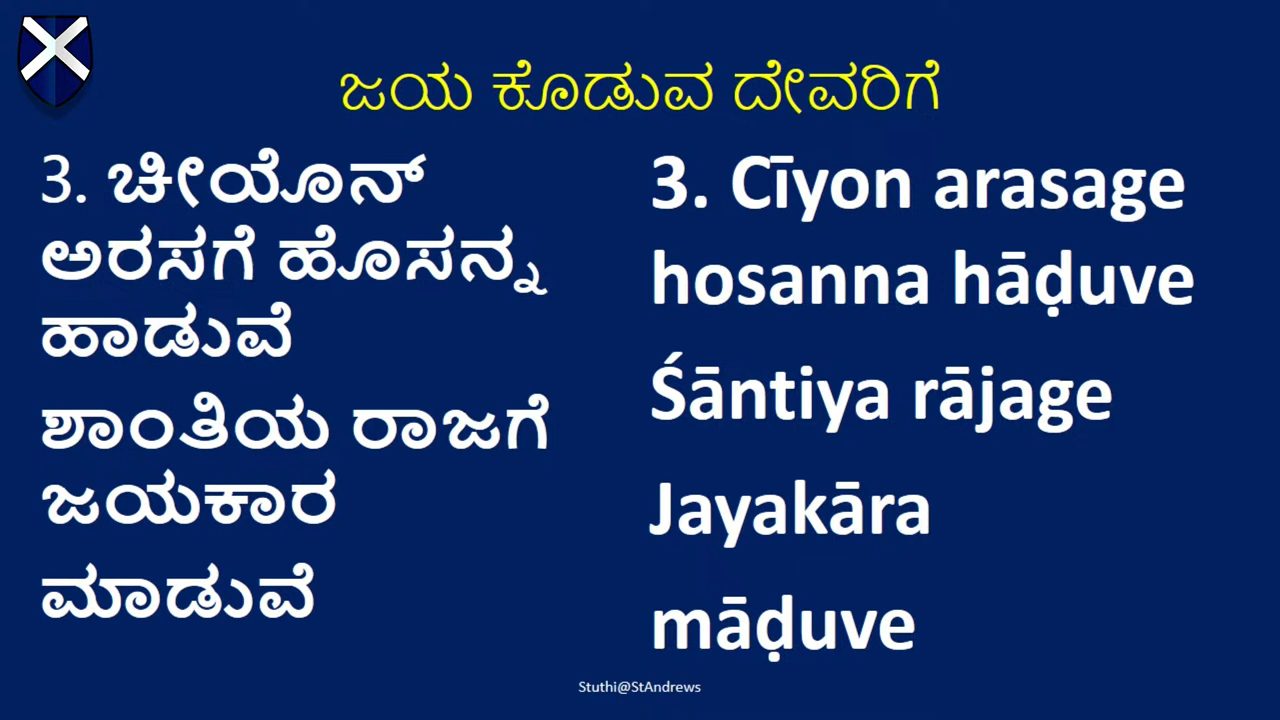 ಜಯ ಕೊಡುವ ದೇವರಿಗೆ
3. ಚೀಯೊನ್
ಅರಸಗೆ ಹೊಸನ್ನ
ಹಾಡುವೆ
ಶಾಂತಿಯ ರಾಜಗೆ
ಜಯಕಾರ
ಮಾಡುವೆ
3. Cīyon arasage
hosanna hāḍuve
Śāntiya rājage
Jayakāra
māḍuve
Stuthi@StAndrews